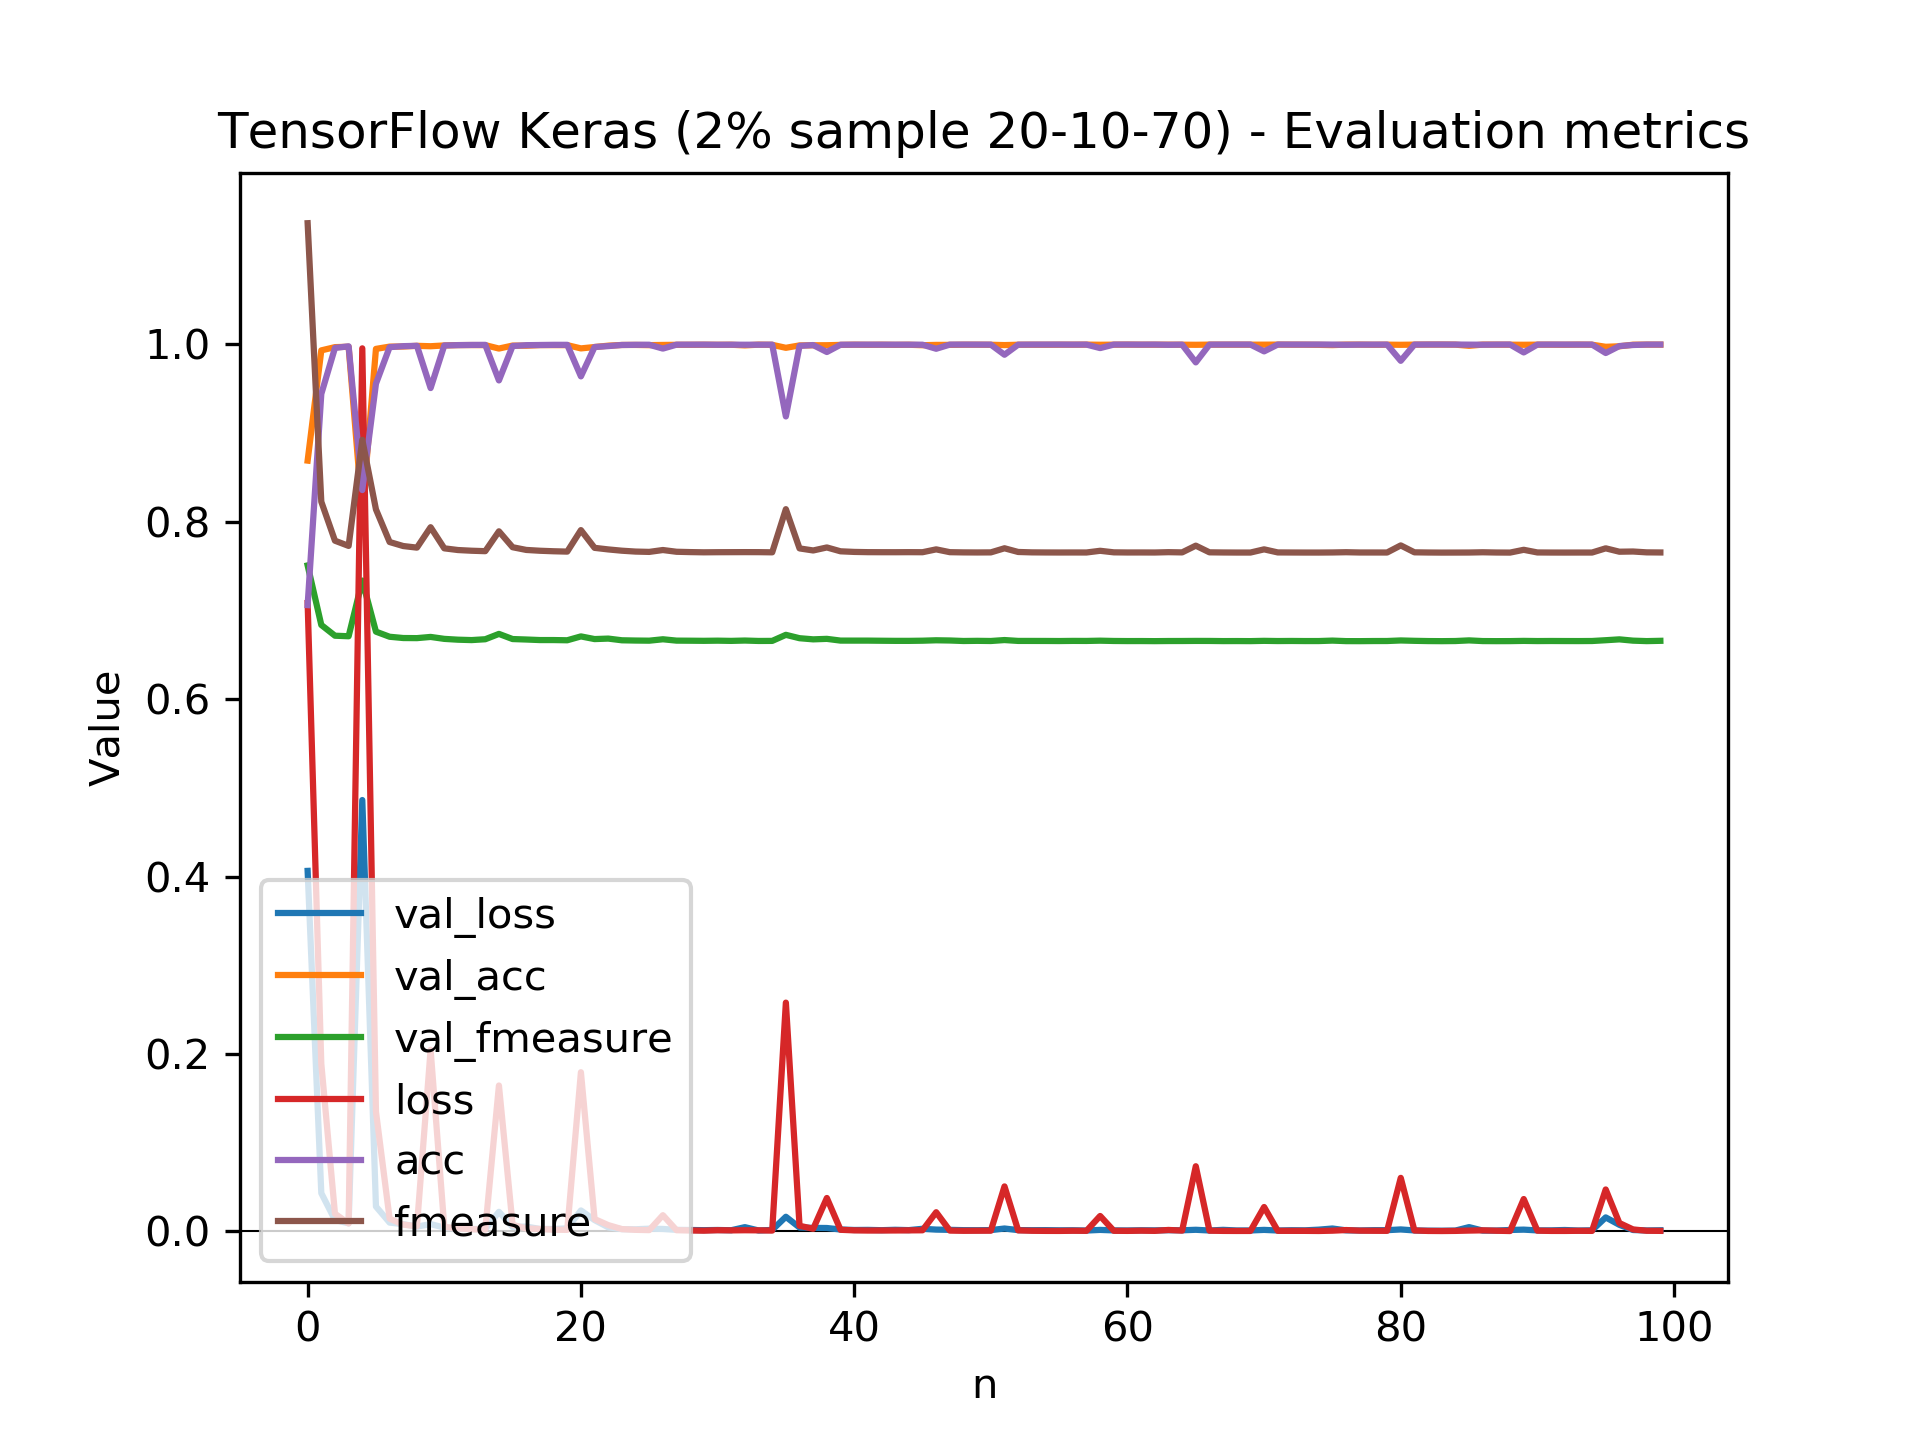 TensorFlow Keras (2% sample 20-10-70) - Evaluation metrics
1.0
0.8
0.6
0.4
0.2
0.0
Value
val_loss
val_acc
val_fmeasure
loss
acc
fmeasure
0 20 40 60 80 100
n